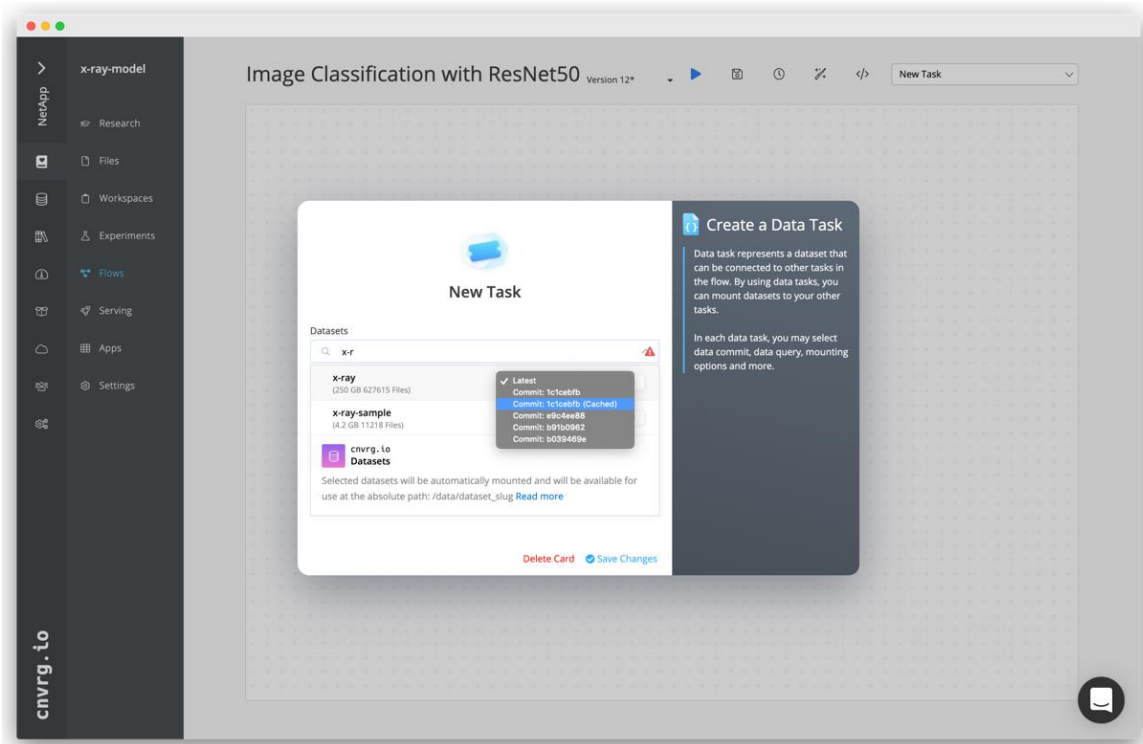 NetApp
x-ray-model
Research
Files
Workspaces
Experiments
Flows
Serving
Apps
Settings
cnvrg.io
Image Classification with ResNet50 Version 12*
</>
New Task
New Task
Datasets
x-r
x-ray
(250 GB 627615 Files)
x-ray-sample
(4.2 GB 11218 Files)
✓ Latest
Commit: 1c1cebfb
Commit: 1c1cebfb (Cached)
Commit: e9c4ee88
Commit: b91b0962
Commit: b039469e
cnvrg.io
Datasets
Selected datasets will be automatically mounted and will be available for
use at the absolute path: /data/dataset_slug Read more
Delete Card
Save Changes
Create a Data Task
Data task represents a dataset that
can be connected to other tasks in
the flow. By using data tasks, you
can mount datasets to your other
tasks.
In each data task, you may select
data commit, data query, mounting
options and more.